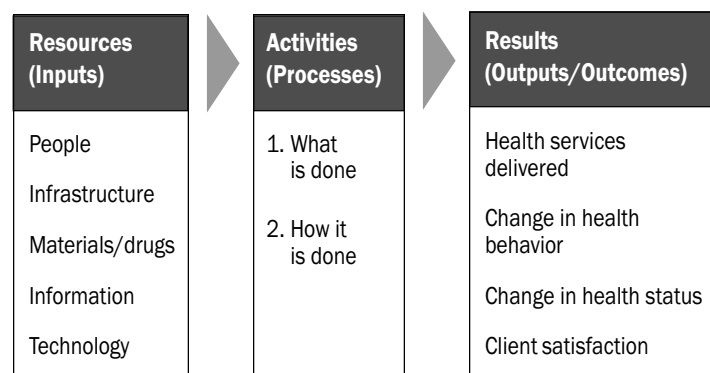 Resources
(Inputs)
People
Infrastructure
Materials/drugs
Information
Technology
Activities
(Processes)
1. What
is done
2. How it
is done
Results
(Outputs/Outcomes)
Health services
delivered
Change in health
behavior
Change in health status
Client satisfaction